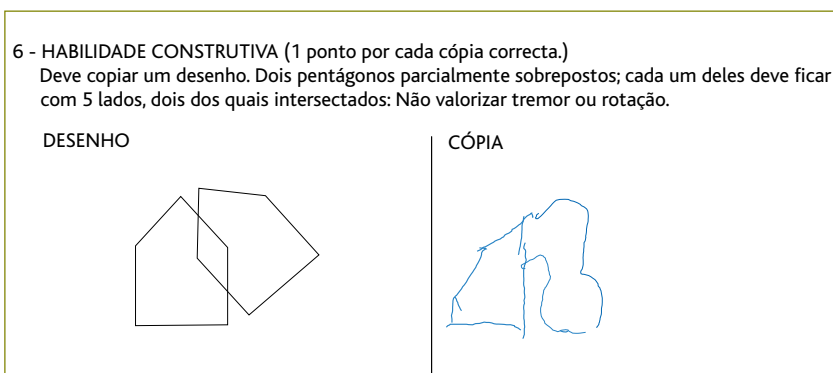 6 - HABILIDADE CONSTRUTIVA (1 ponto por cada cópia correcta.)
Deve copiar um desenho. Dois pentágonos parcialmente sobrepostos; cada um deles deve ficar
com 5 lados, dois dos quais intersectados: Não valorizar tremor ou rotação.
DESENHO
CÓPIA